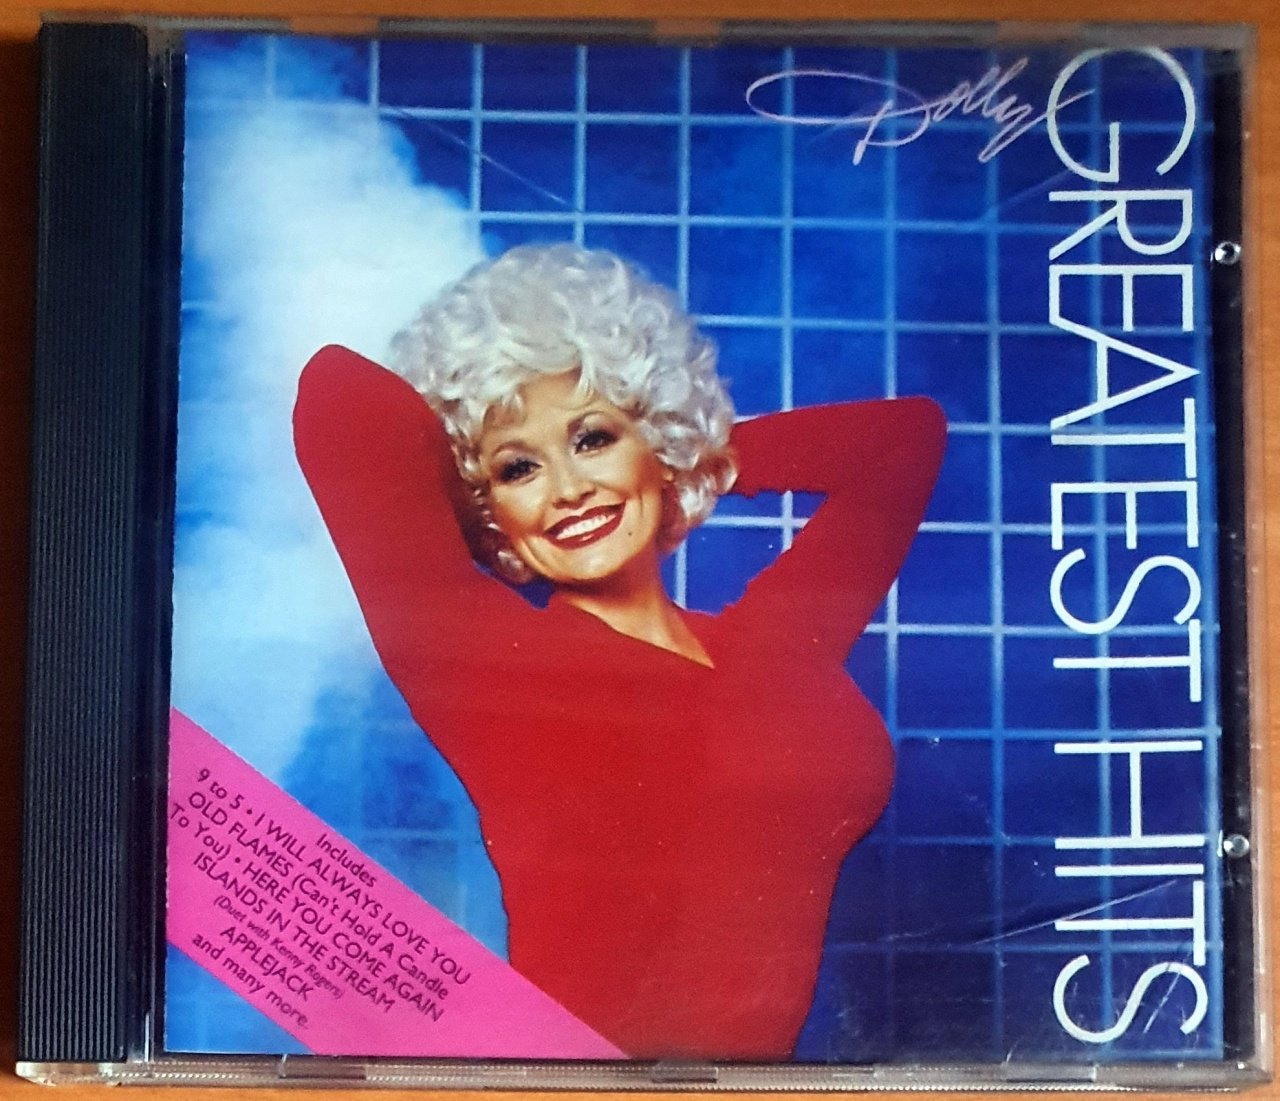 Dolly
GREATEST HITS
Includes
9 to 5 • I WILL ALWAYS LOVE YOU
OLD FLAMES (Can't Hold A Candle
To You) • HERE YOU COME AGAIN
ISLANDS IN THE STREAM
(Duet with Kenny Rogers)
APPLEJACK
and many more.